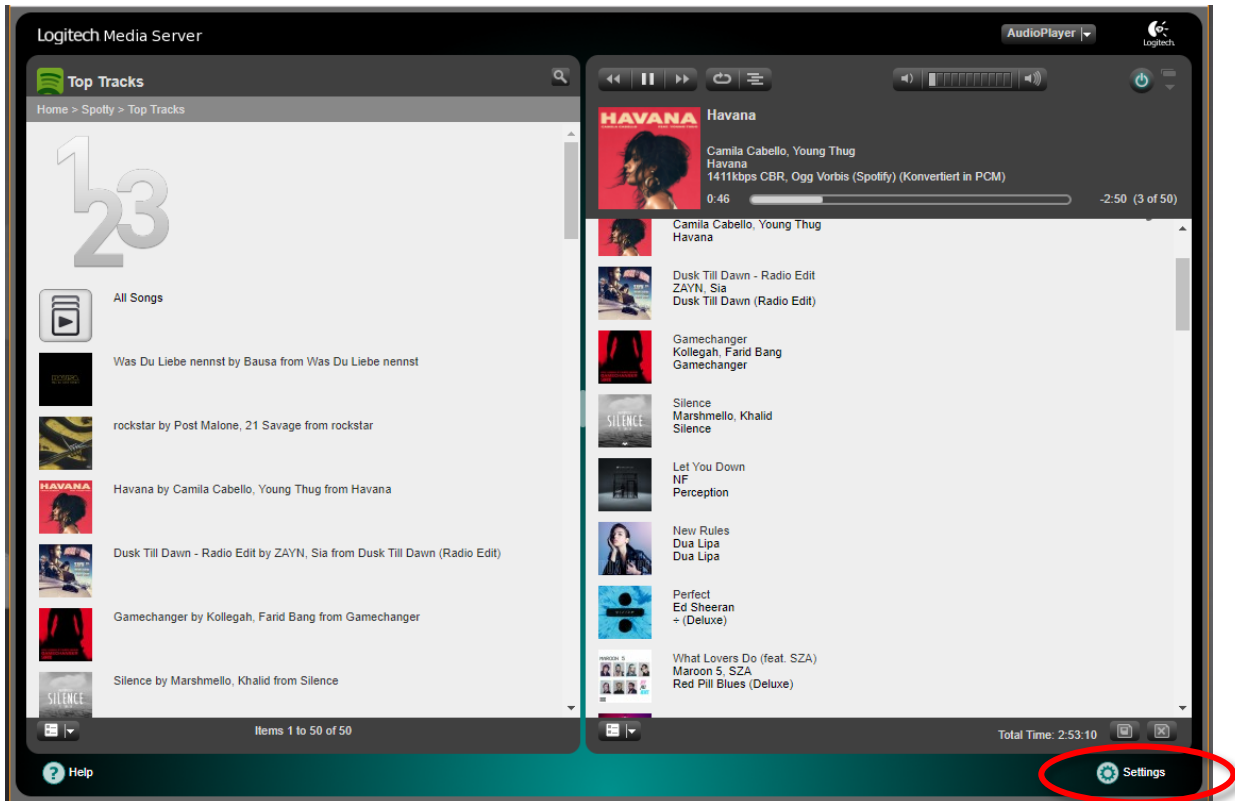 Logitech Media Server
AudioPlayer
Logitech
Top Tracks
Home > Spotty > Top Tracks
123
All Songs
Was Du Liebe nennst by Bausa from Was Du Liebe nennst
rockstar by Post Malone, 21 Savage from rockstar
HAVANA
Havana by Camila Cabello, Young Thug from Havana
Dusk Till Dawn - Radio Edit by ZAYN, Sia from Dusk Till Dawn (Radio Edit)
Gamechanger by Kollegah, Farid Bang from Gamechanger
SILENCE
Silence by Marshmello, Khalid from Silence
Items 1 to 50 of 50
Help
HAVANA
Havana
Camila Cabello, Young Thug
Havana
1411kbps CBR, Ogg Vorbis (Spotify) (Konvertiert in PCM)
0:46
-2:50 (3 of 50)
Camila Cabello, Young Thug
Havana
Dusk Till Dawn - Radio Edit
ZAYN, Sia
Dusk Till Dawn (Radio Edit)
Gamechanger
Kollegah, Farid Bang
Gamechanger
SILENCE
Silence
Marshmello, Khalid
Silence
Let You Down
NF
Perception
New Rules
Dua Lipa
Dua Lipa
Perfect
Ed Sheeran
÷ (Deluxe)
MAROON 5
What Lovers Do (feat. SZA)
Maroon 5, SZA
Red Pill Blues (Deluxe)
Total Time: 2:53:10
Settings